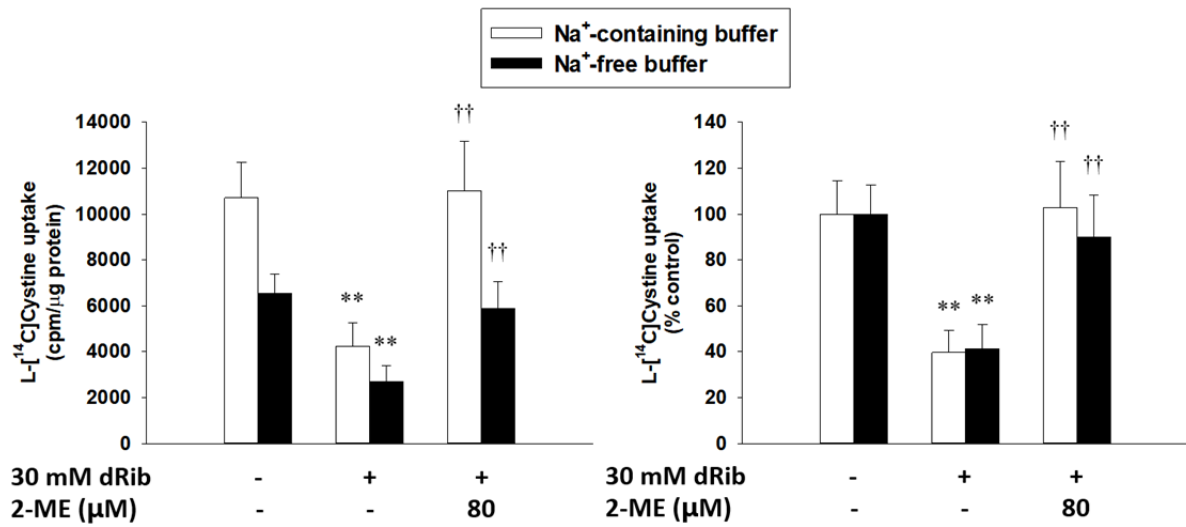 Na⁺-containing buffer
Na⁺-free buffer
L-[¹⁴C]Cystine uptake
(cpm/μg protein)
14000
12000
10000
8000
6000
4000
2000
0
**
**
††
††
30 mM dRib - + +
2-ME (μM) - - 80
L-[¹⁴C]Cystine uptake
(% control)
140
120
100
80
60
40
20
0
**
**
††
††
30 mM dRib - + +
2-ME (μM) - - 80